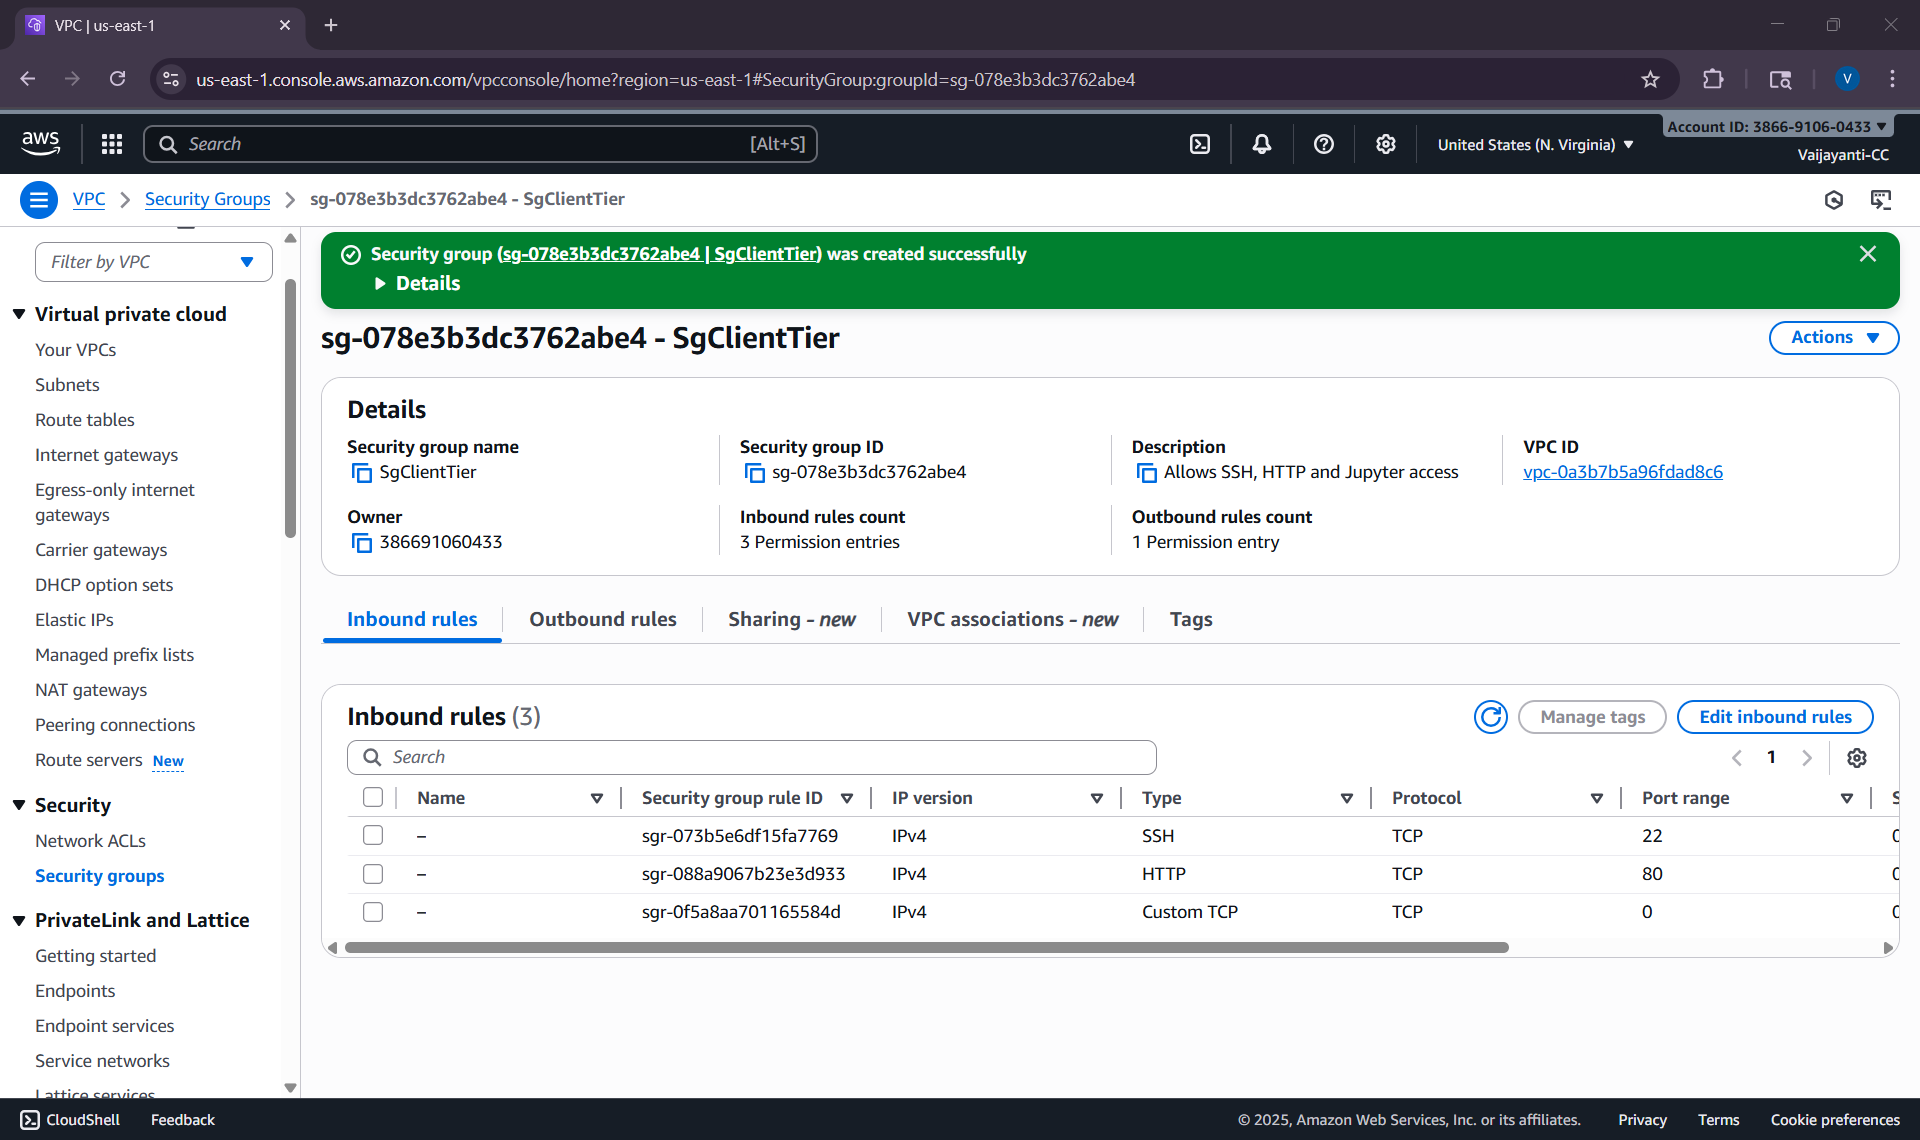 VPC | us-east-1
us-east-1.console.aws.amazon.com/vpcconsole/home?region=us-east-1#SecurityGroup:groupId=sg-078e3b3dc3762abe4
V
aws
Search [Alt+S]
United States (N. Virginia)
Account ID: 3866-9106-0433
Vaijayanti-CC
VPC
Security Groups
sg-078e3b3dc3762abe4 - SgClientTier
Filter by VPC
Virtual private cloud
Your VPCs
Subnets
Route tables
Internet gateways
Egress-only internet
gateways
Carrier gateways
DHCP option sets
Elastic IPs
Managed prefix lists
NAT gateways
Peering connections
Route servers New
Security
Network ACLs
Security groups
PrivateLink and Lattice
Getting started
Endpoints
Endpoint services
Service networks
Lattice services
Security group (sg-078e3b3dc3762abe4 | SgClientTier) was created successfully
Details
sg-078e3b3dc3762abe4 - SgClientTier
Actions
Details
Security group name
SgClientTier
Security group ID
sg-078e3b3dc3762abe4
Description
Allows SSH, HTTP and Jupyter access
VPC ID
vpc-0a3b7b5a96fdad8c6
Owner
386691060433
Inbound rules count
3 Permission entries
Outbound rules count
1 Permission entry
Inbound rules
Outbound rules
Sharing - new
VPC associations - new
Tags
Inbound rules (3)
Manage tags
Edit inbound rules
Search
1
Name Security group rule ID IP version Type Protocol Port range
– sgr-073b5e6df15fa7769 IPv4 SSH TCP 22
– sgr-088a9067b23e3d933 IPv4 HTTP TCP 80
– sgr-0f5a8aa701165584d IPv4 Custom TCP TCP 0
CloudShell
Feedback
© 2025, Amazon Web Services, Inc. or its affiliates.
Privacy
Terms
Cookie preferences